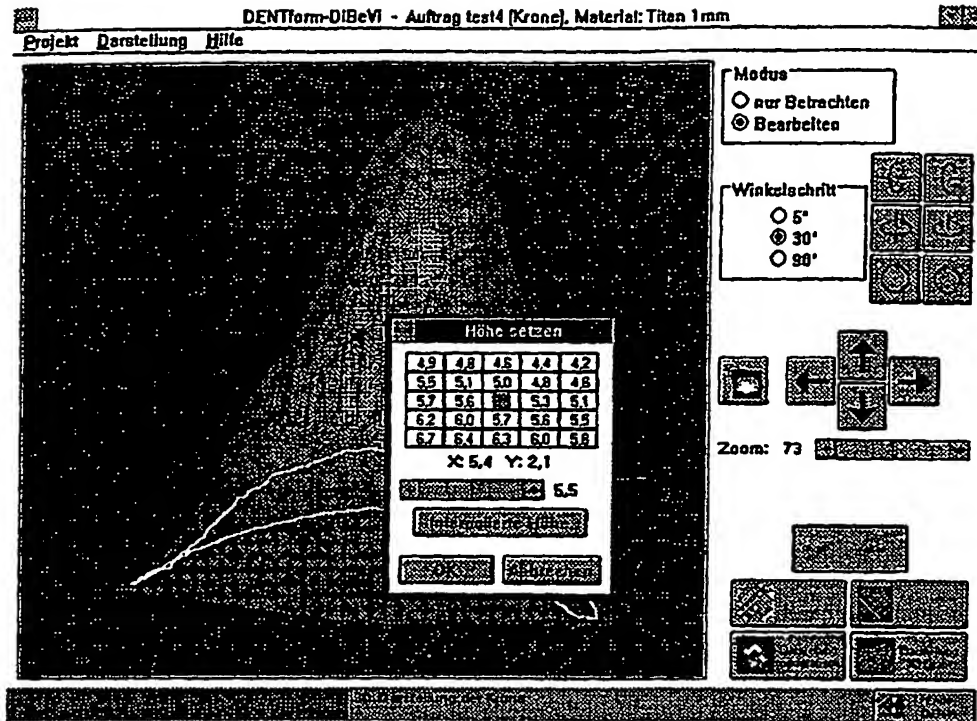 DENTform-DiBeVi - Auftrag test4 [Krone], Material: Titan 1mm
Projekt Darstellung Hilfe
Modus
nur Betrachten
Bearbeiten
Winkelschritt
5°
30°
90°
Höhe setzen
4,9 4,8 4,6 4,4 4,2
5,5 5,1 5,0 4,8 4,6
5,7 5,6 5,3 5,1
6,2 6,0 5,7 5,6 5,5
6,7 6,4 6,3 6,0 5,8
X: 5,4 Y: 2,1
5,5
Interpolierte Höhe
OK Abbrechen
Zoom: 73